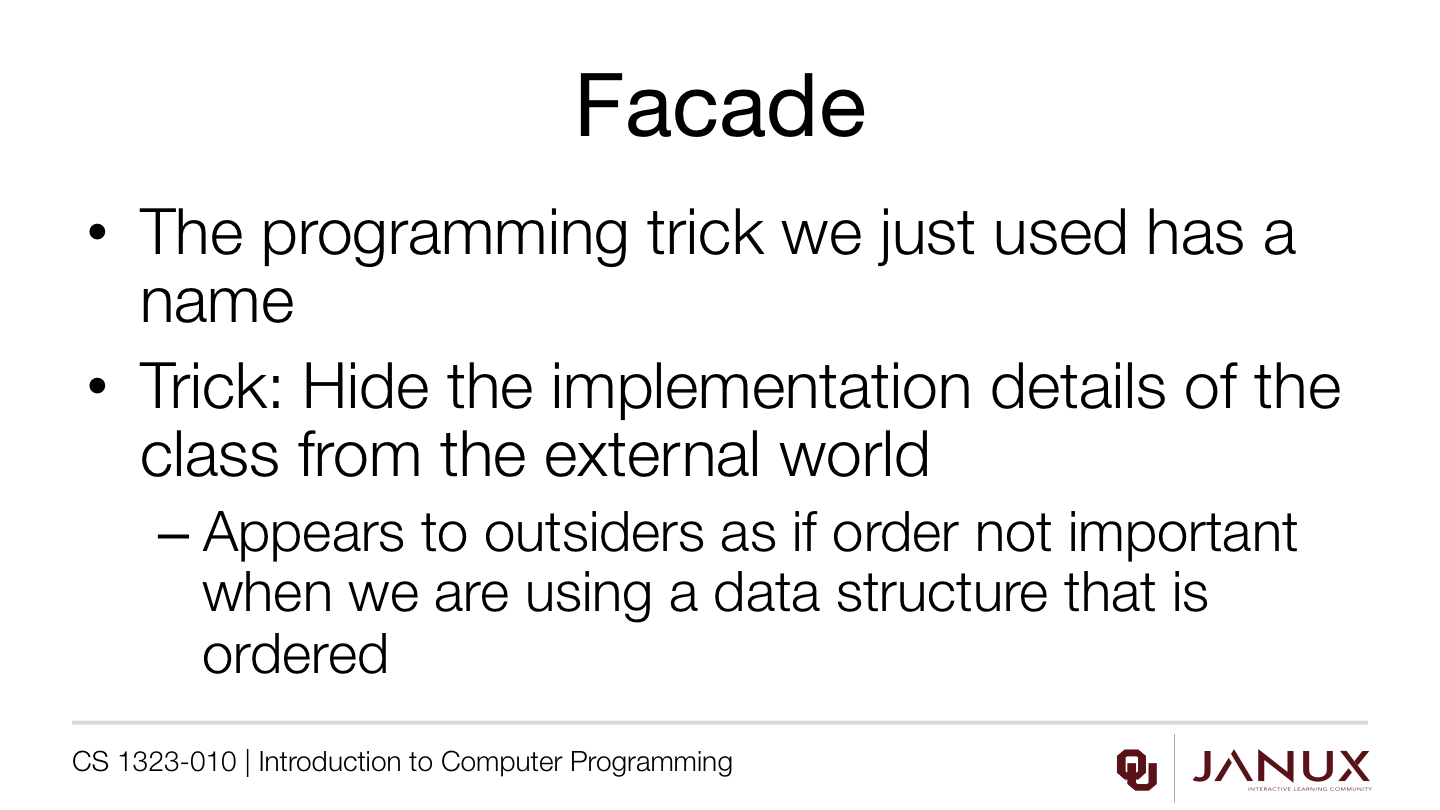 Facade
• The programming trick we just used has a
name
• Trick: Hide the implementation details of the
class from the external world
– Appears to outsiders as if order not important
when we are using a data structure that is
ordered
CS 1323-010 | Introduction to Computer Programming
OU
JANUX
INTERACTIVE LEARNING COMMUNITY